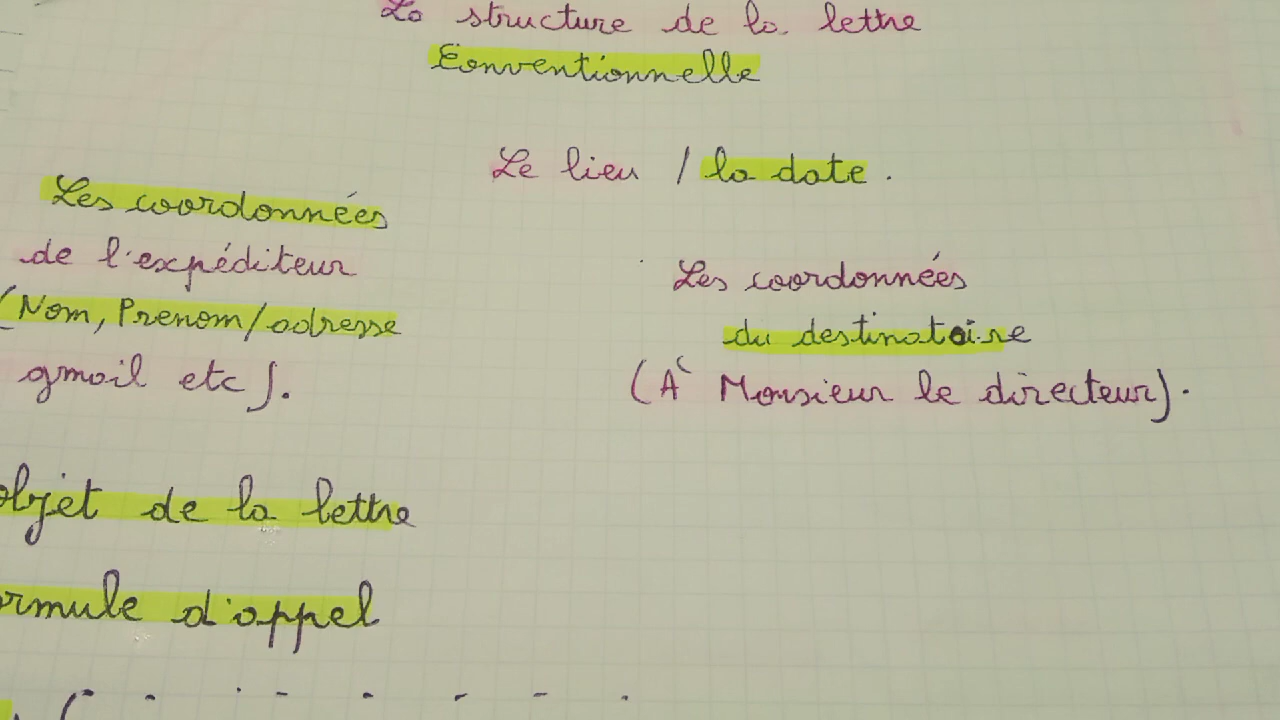 La structure de la lettre
Conventionnelle
Le lieu / la date.
Les coordonnées
de l'expéditeur
(Nom, Prenom/adresse
gmail etc).
Les coordonnées
du destinataire
(À Monsieur le directeur).
objet de la lettre
ormule d'appel